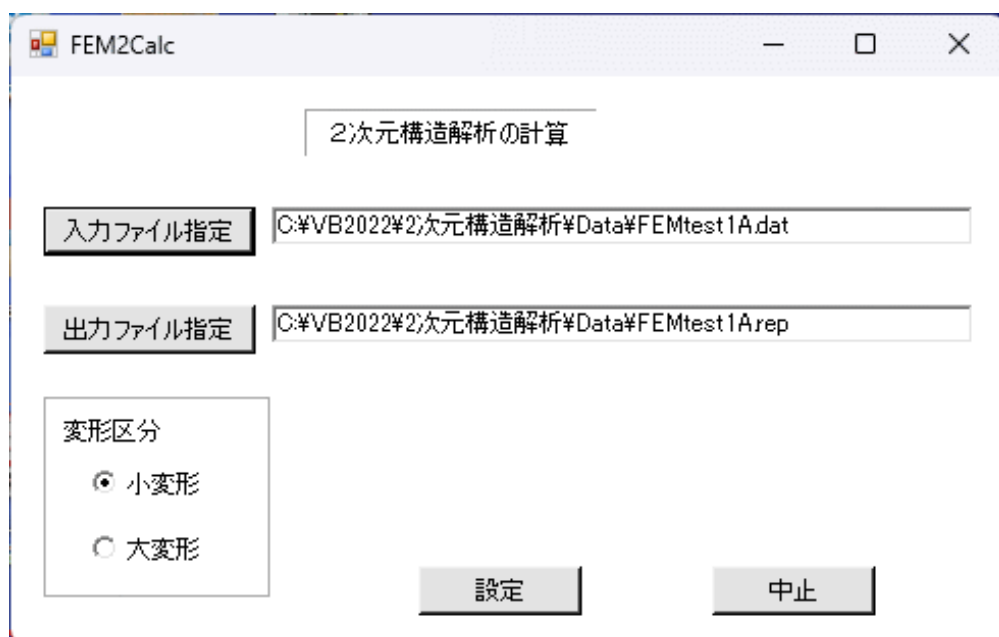 FEM2Calc
２次元構造解析の計算
入力ファイル指定 C:¥VB2022¥2次元構造解析¥Data¥FEMtest1A.dat
出力ファイル指定 C:¥VB2022¥2次元構造解析¥Data¥FEMtest1A.rep
変形区分
小変形
大変形
設定 中止